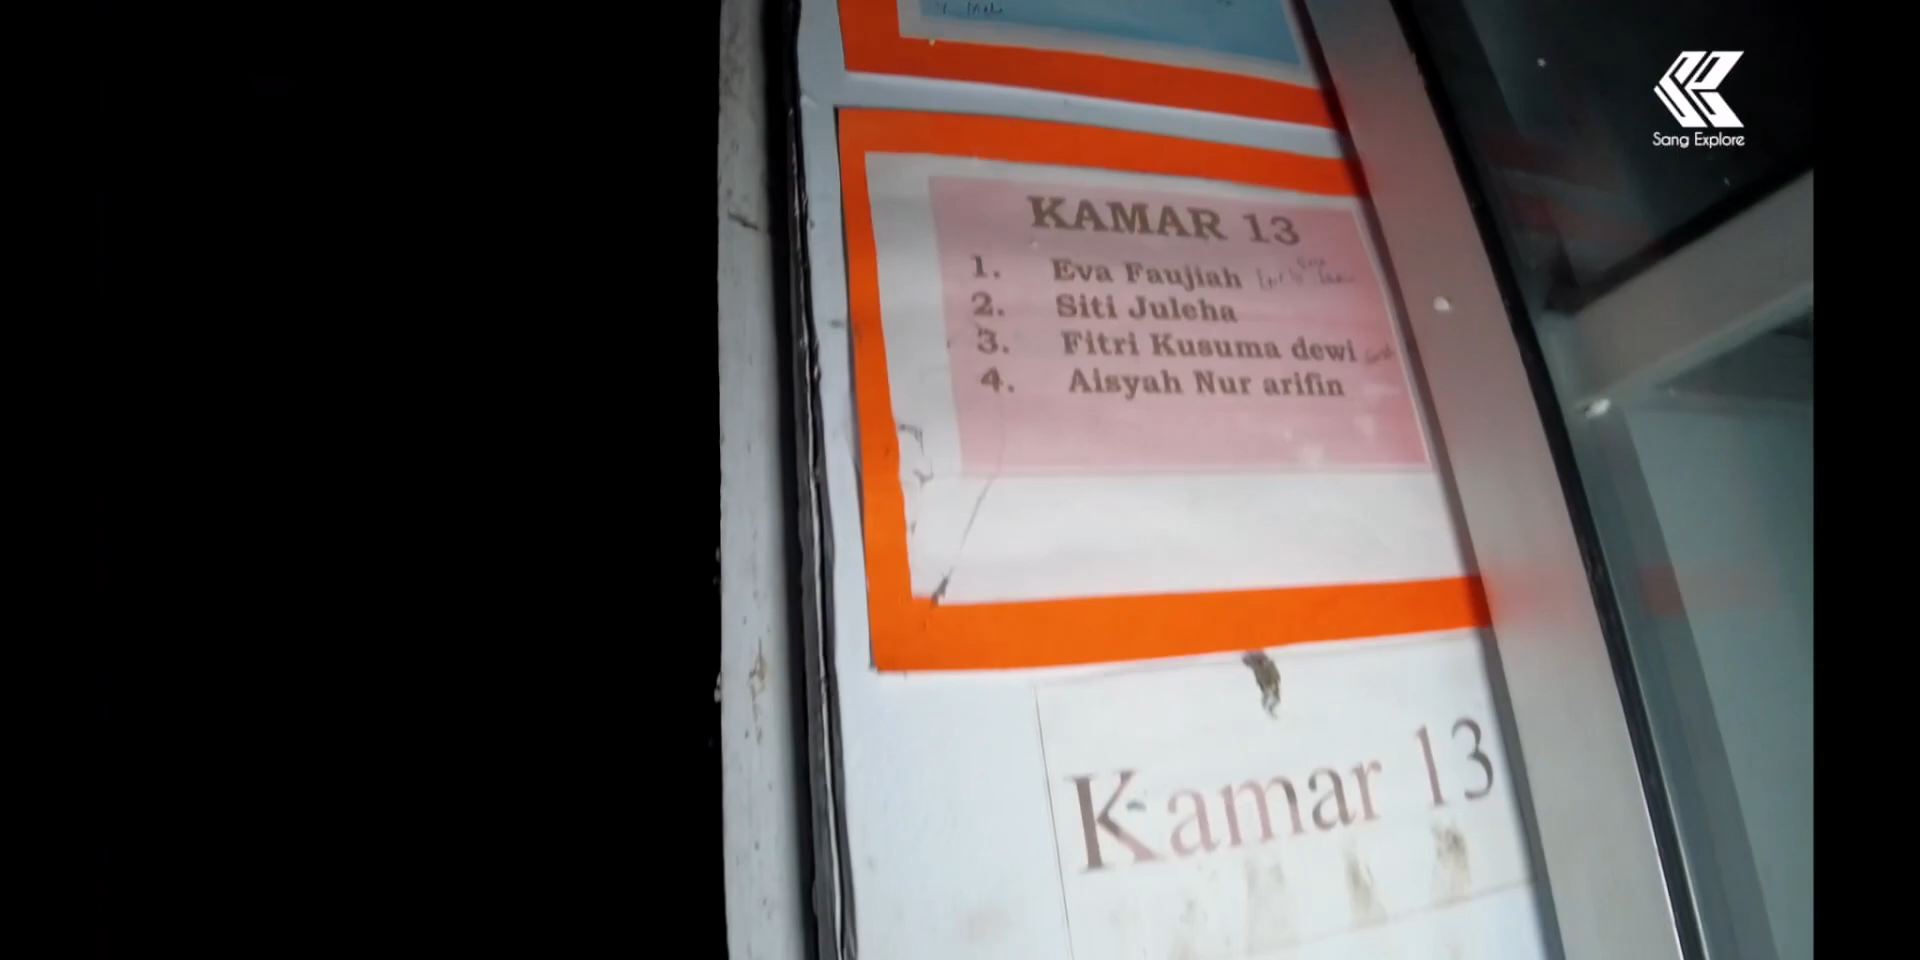 Sang Explore
KAMAR 13
1. Eva Faujiah
2. Siti Juleha
3. Fitri Kusuma dewi
4. Aisyah Nur arifin
Kamar 13